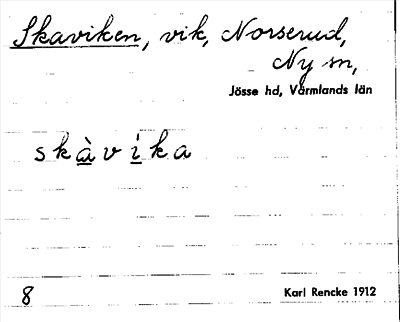 Skaviken, vik, Norserud,
Ny sn,
Jösse hd, Värmlands län
skàvika
8
Karl Rencke 1912